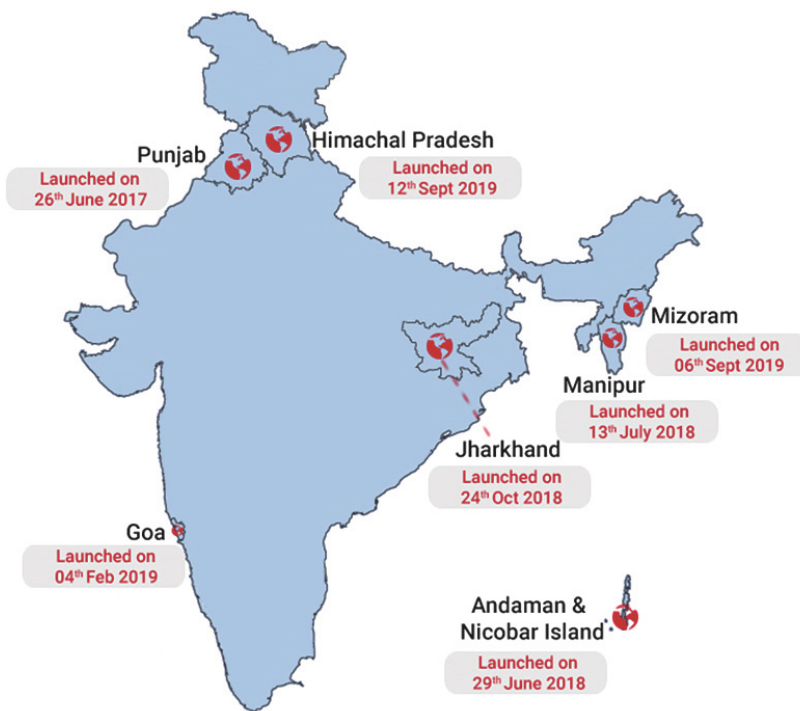 Himachal Pradesh
Launched on
12th Sept 2019
Punjab
Launched on
26th June 2017
Mizoram
Launched on
06th Sept 2019
Manipur
Launched on
13th July 2018
Jharkhand
Launched on
24th Oct 2018
Goa
Launched on
04th Feb 2019
Andaman &
Nicobar Island
Launched on
29th June 2018